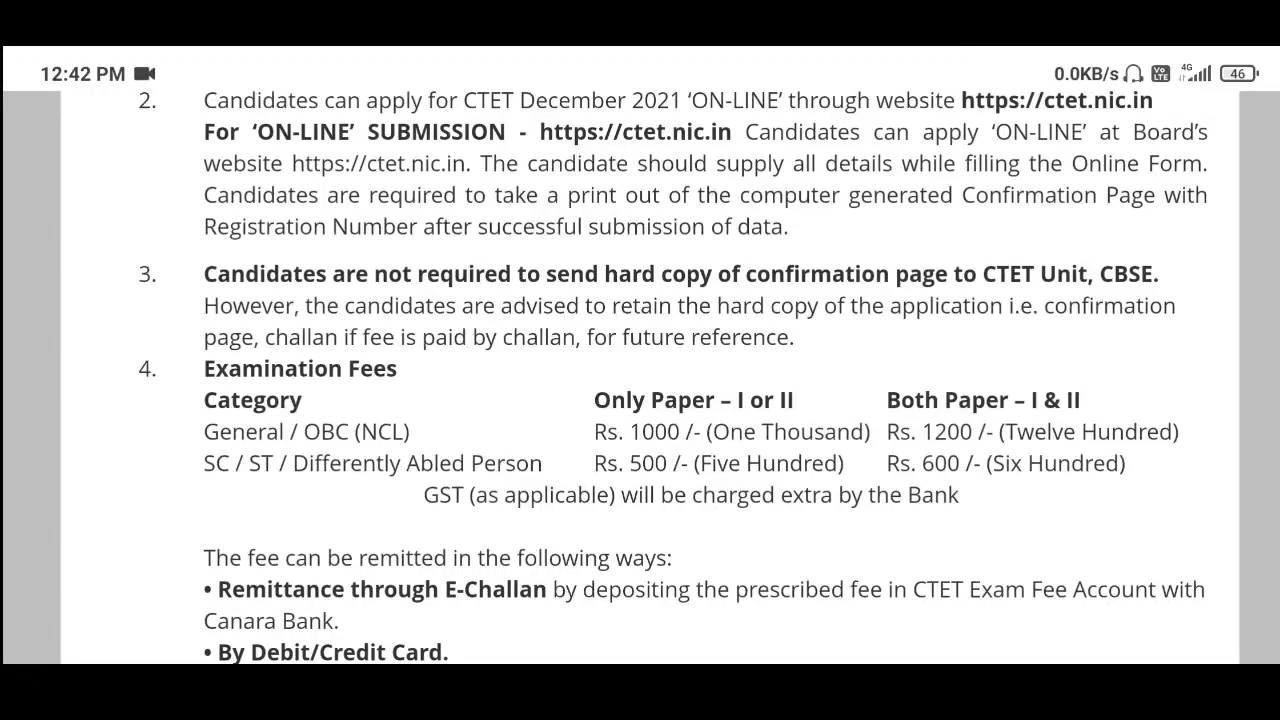 12:42 PM 0.0KB/s Vo LTE 4G 46
2. Candidates can apply for CTET December 2021 ‘ON-LINE’ through website https://ctet.nic.in
For ‘ON-LINE’ SUBMISSION - https://ctet.nic.in Candidates can apply ‘ON-LINE’ at Board’s
website https://ctet.nic.in. The candidate should supply all details while filling the Online Form.
Candidates are required to take a print out of the computer generated Confirmation Page with
Registration Number after successful submission of data.
3. Candidates are not required to send hard copy of confirmation page to CTET Unit, CBSE.
However, the candidates are advised to retain the hard copy of the application i.e. confirmation
page, challan if fee is paid by challan, for future reference.
4. Examination Fees
Category Only Paper – I or II Both Paper – I & II
General / OBC (NCL) Rs. 1000 /- (One Thousand) Rs. 1200 /- (Twelve Hundred)
SC / ST / Differently Abled Person Rs. 500 /- (Five Hundred) Rs. 600 /- (Six Hundred)
GST (as applicable) will be charged extra by the Bank
The fee can be remitted in the following ways:
• Remittance through E-Challan by depositing the prescribed fee in CTET Exam Fee Account with
Canara Bank.
• By Debit/Credit Card.